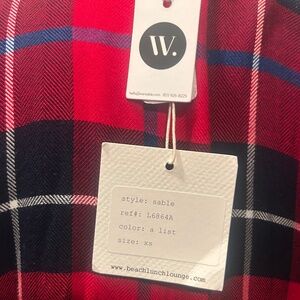 W.
style: sable
ref#: L6864A
color: a list
size: xs
www.beachlunchlounge.com